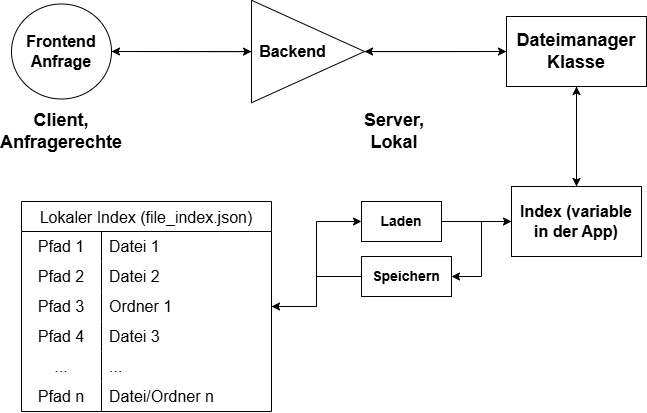 Frontend
Anfrage
Backend
Dateimanager
Klasse
Client,
Anfragerechte
Server,
Lokal
Lokaler Index (file_index.json)
Pfad 1 Datei 1
Pfad 2 Datei 2
Pfad 3 Ordner 1
Pfad 4 Datei 3
... ...
Pfad n Datei/Ordner n
Laden
Speichern
Index (variable
in der App)